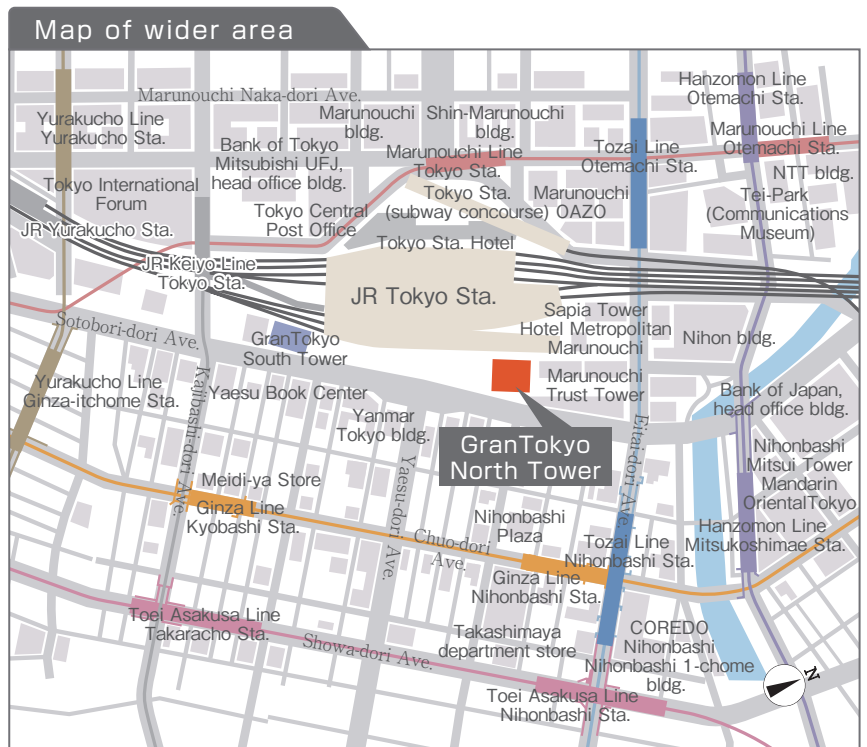 Map of wider area
Marunouchi Naka-dori Ave.
Hanzomon Line
Otemachi Sta.
Yurakucho Line
Yurakucho Sta.
Marunouchi
bldg.
Shin-Marunouchi
bldg.
Marunouchi Line
Otemachi Sta.
Bank of Tokyo
Mitsubishi UFJ,
head office bldg.
Marunouchi Line
Tokyo Sta.
Tozai Line
Otemachi Sta.
NTT bldg.
Tokyo International
Forum
Tokyo Sta.
(subway concourse)
Marunouchi
OAZO
Tei-Park
(Communications
Museum)
Tokyo Central
Post Office
JR Yurakucho Sta.
Tokyo Sta. Hotel
JR Keiyo Line
Tokyo Sta.
JR Tokyo Sta.
Sotobori-dori Ave.
GranTokyo
South Tower
Sapia Tower
Hotel Metropolitan
Marunouchi
Nihon bldg.
Yurakucho Line
Ginza-itchome Sta.
Kajibashi-dori Ave.
Yaesu Book Center
Marunouchi
Trust Tower
Bank of Japan,
head office bldg.
Yanmar
Tokyo bldg.
GranTokyo
North Tower
Eitai-dori Ave.
Nihonbashi
Mitsui Tower
Mandarin
OrientalTokyo
Yaesu-dori Ave.
Meidi-ya Store
Ginza Line
Kyobashi Sta.
Chuo-dori
Ave.
Nihonbashi
Plaza
Tozai Line
Nihonbashi Sta.
Hanzomon Line
Mitsukoshimae Sta.
Ginza Line
Nihonbashi Sta.
Toei Asakusa Line
Takaracho Sta.
Showa-dori Ave.
Takashimaya
department store
COREDO
Nihonbashi
Nihonbashi 1-chome
bldg.
Toei Asakusa Line
Nihonbashi Sta.
N